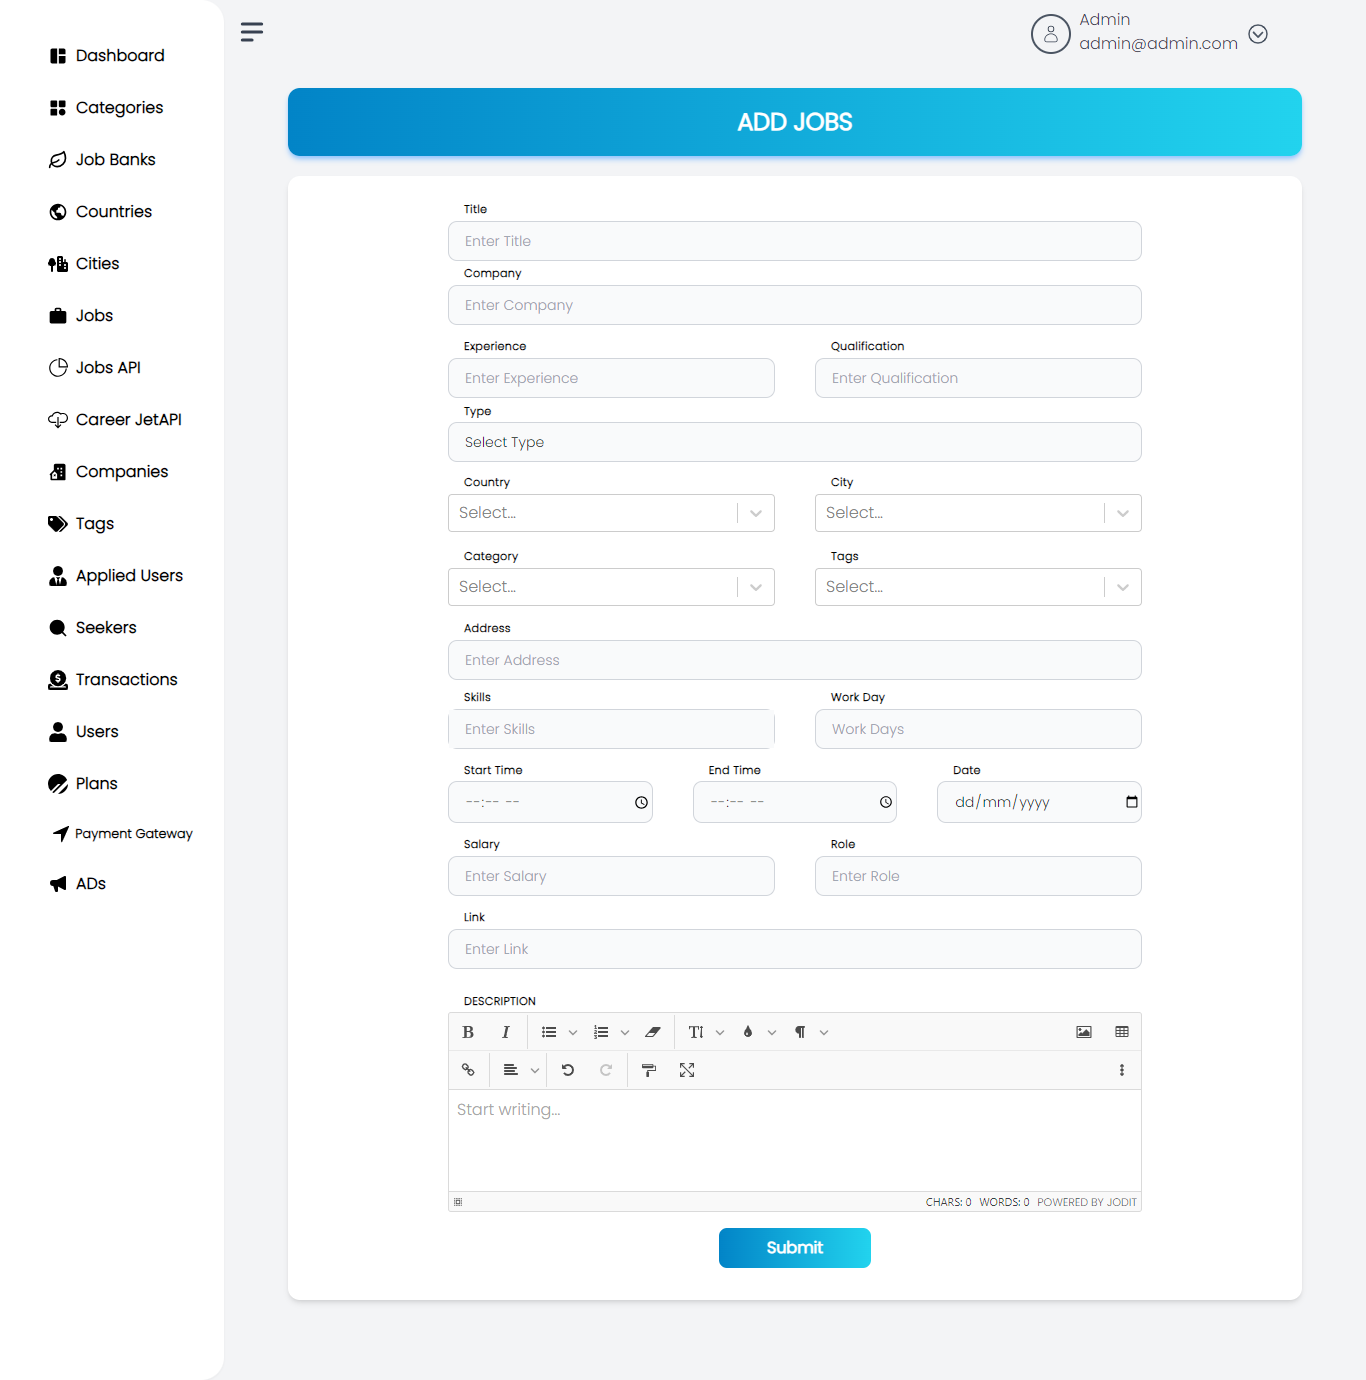 Dashboard
Categories
Job Banks
Countries
Cities
Jobs
Jobs API
Career JetAPI
Companies
Tags
Applied Users
Seekers
Transactions
Users
Plans
Payment Gateway
ADs
Admin
admin@admin.com
ADD JOBS
Title
Enter Title
Company
Enter Company
Experience Qualification
Enter Experience Enter Qualification
Type
Select Type
Country City
Select... Select...
Category Tags
Select... Select...
Address
Enter Address
Skills Work Day
Enter Skills Work Days
Start Time End Time Date
--:-- -- --:-- -- dd/mm/yyyy
Salary Role
Enter Salary Enter Role
Link
Enter Link
DESCRIPTION
Start writing...
CHARS: 0 WORDS: 0 POWERED BY JODIT
Submit